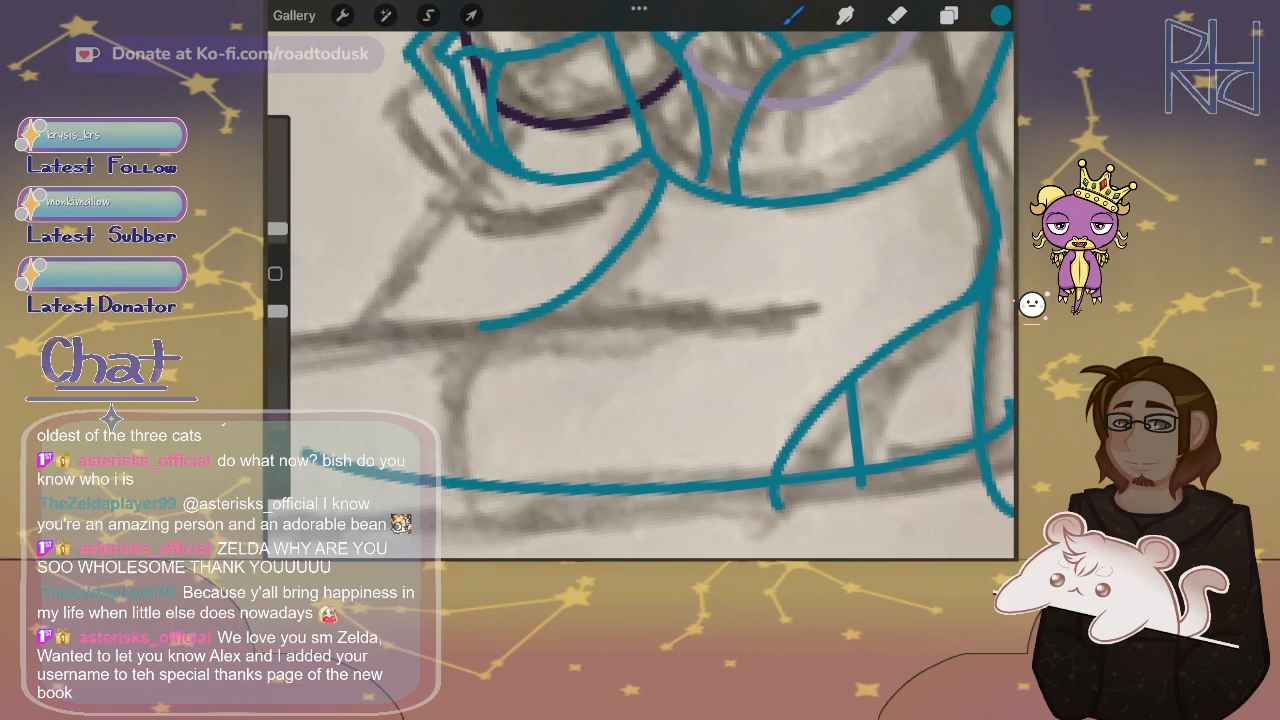 Gallery
Donate at Ko-fi.com/roadtodusk
Rtd
krysis_krs
Latest Follow
monkimallow
Latest Subber
Latest Donator
Chat
oldest of the three cats
asterisks_official do what now? bish do you
know who i is
TheZeldaplayer99 @asterisks_official I know
you're an amazing person and an adorable bean
asterisks_official ZELDA WHY ARE YOU
SOO WHOLESOME THANK YOUUUUU
TheZeldaplayer99 Because y'all bring happiness in
my life when little else does nowadays
asterisks_official We love you sm Zelda,
Wanted to let you know Alex and I added your
username to teh special thanks page of the new
book